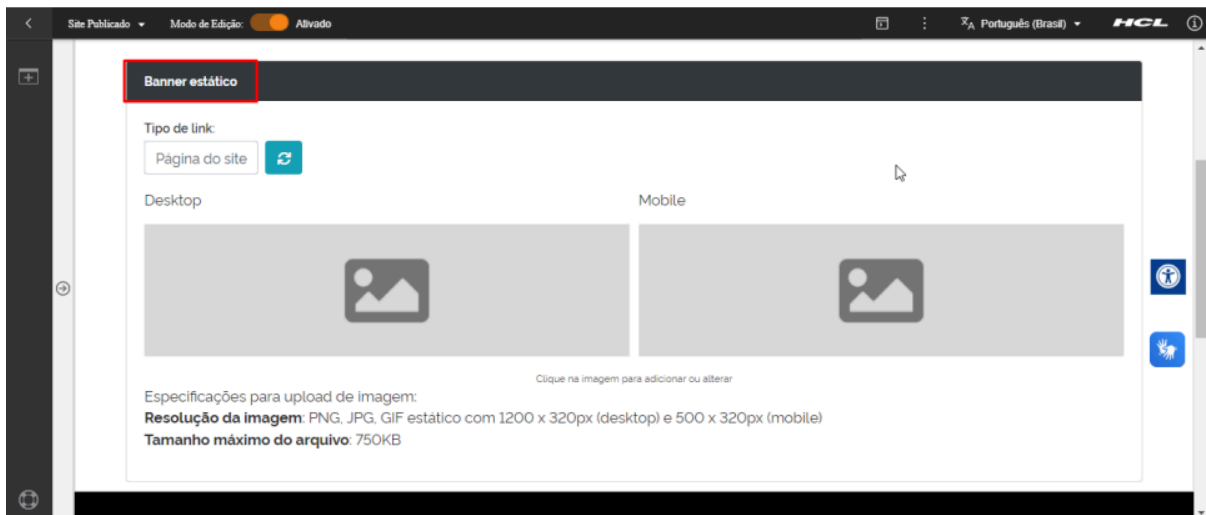 Site Publicado Modo de Edição: Ativado Português (Brasil) HCL
Banner estático
Tipo de link:
Página do site
Desktop Mobile
Clique na imagem para adicionar ou alterar
Especificações para upload de imagem:
Resolução da imagem: PNG, JPG, GIF estático com 1200 x 320px (desktop) e 500 x 320px (mobile)
Tamanho máximo do arquivo: 750KB